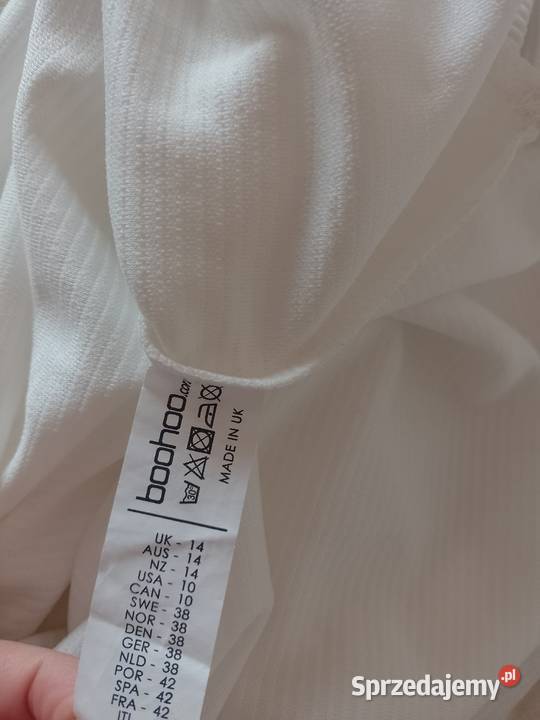 boohoo.com
30°
MADE IN UK
UK - 14
AUS - 14
NZ - 14
USA - 10
CAN - 10
SWE - 38
NOR - 38
DEN - 38
GER - 38
NLD - 38
POR - 42
SPA - 42
FRA - 42
Sprzedajemy.pl